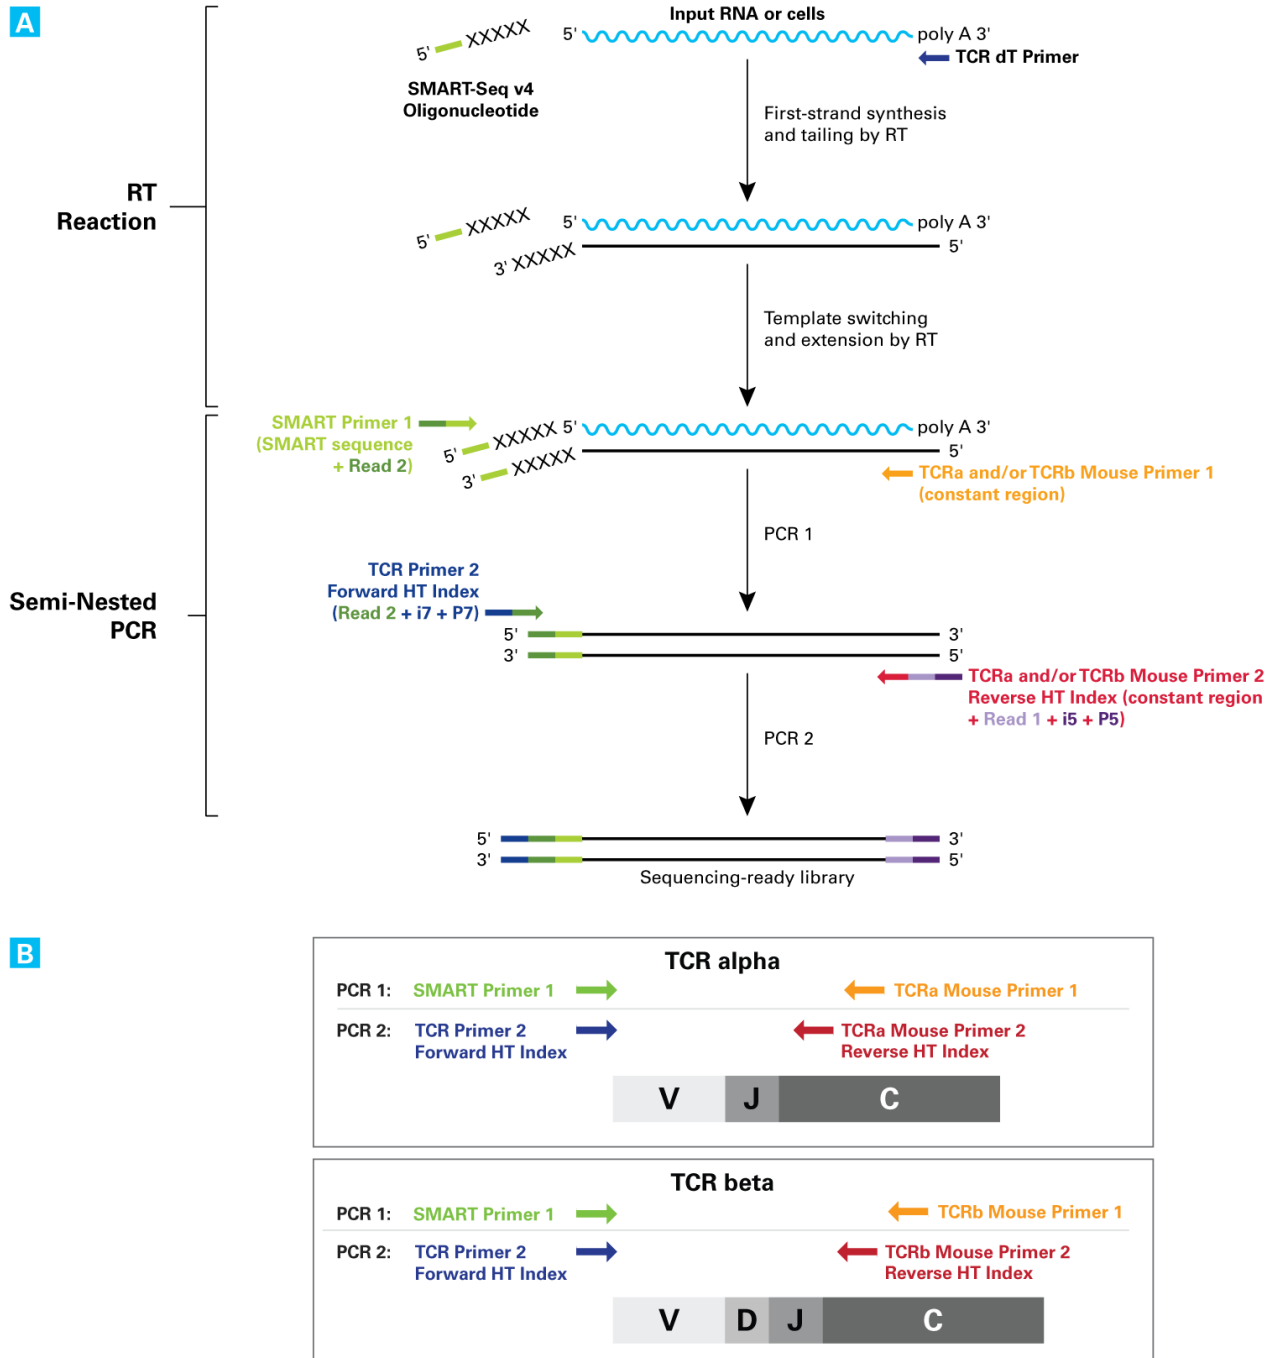 A
Input RNA or cells
5' XXXXX
5'
poly A 3'
TCR dT Primer
SMART-Seq v4
Oligonucleotide
First-strand synthesis
and tailing by RT
RT
Reaction
5' XXXXX
5'
poly A 3'
3' XXXXX
5'
Template switching
and extension by RT
SMART Primer 1
(SMART sequence
+ Read 2)
5' XXXXX 5'
poly A 3'
3' XXXXX
5'
TCRa and/or TCRb Mouse Primer 1
(constant region)
PCR 1
Semi-Nested
PCR
TCR Primer 2
Forward HT Index
(Read 2 + i7 + P7)
5' 3'
3' 5'
TCRa and/or TCRb Mouse Primer 2
Reverse HT Index (constant region
+ Read 1 + i5 + P5)
PCR 2
5' 3'
3' 5'
Sequencing-ready library
B
TCR alpha
PCR 1: SMART Primer 1 TCRa Mouse Primer 1
PCR 2: TCR Primer 2 TCRa Mouse Primer 2
Forward HT Index Reverse HT Index
V J C
TCR beta
PCR 1: SMART Primer 1 TCRb Mouse Primer 1
PCR 2: TCR Primer 2 TCRb Mouse Primer 2
Forward HT Index Reverse HT Index
V D J C